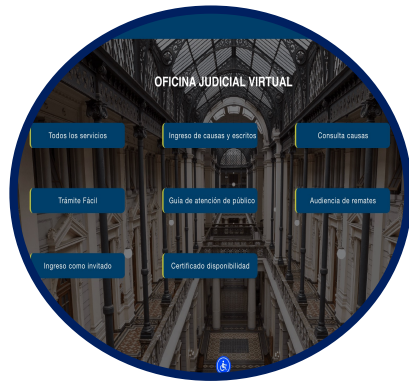 OFICINA JUDICIAL VIRTUAL
Todos los servicios
Ingreso de causas y escritos
Consulta causas
Trámite Fácil
Guía de atención de público
Audiencia de remates
Ingreso como invitado
Certificado disponibilidad